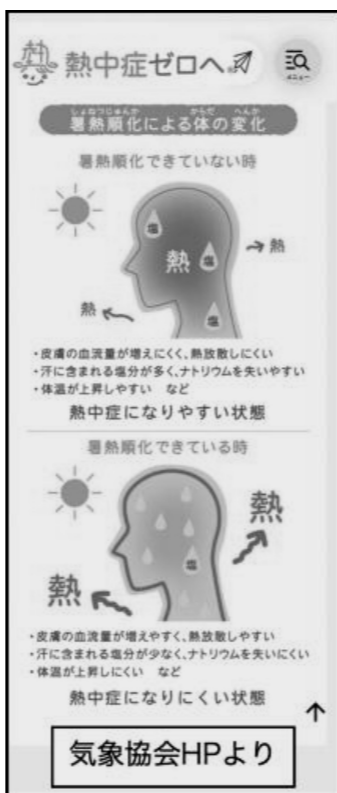 熱中症ゼロへ
メニュー
しょねつじゅんか からだ へんか
暑熱順化による体の変化
暑熱順化できていない時
塩
熱
塩
熱
熱
塩
・皮膚の血流量が増えにくく、熱放散しにくい
・汗に含まれる塩分が多く、ナトリウムを失いやすい
・体温が上昇しやすい など
熱中症になりやすい状態
暑熱順化できている時
熱
塩
熱
・皮膚の血流量が増えやすく、熱放散しやすい
・汗に含まれる塩分が少なく、ナトリウムを失いにくい
・体温が上昇しにくい など
熱中症になりにくい状態
気象協会HPより